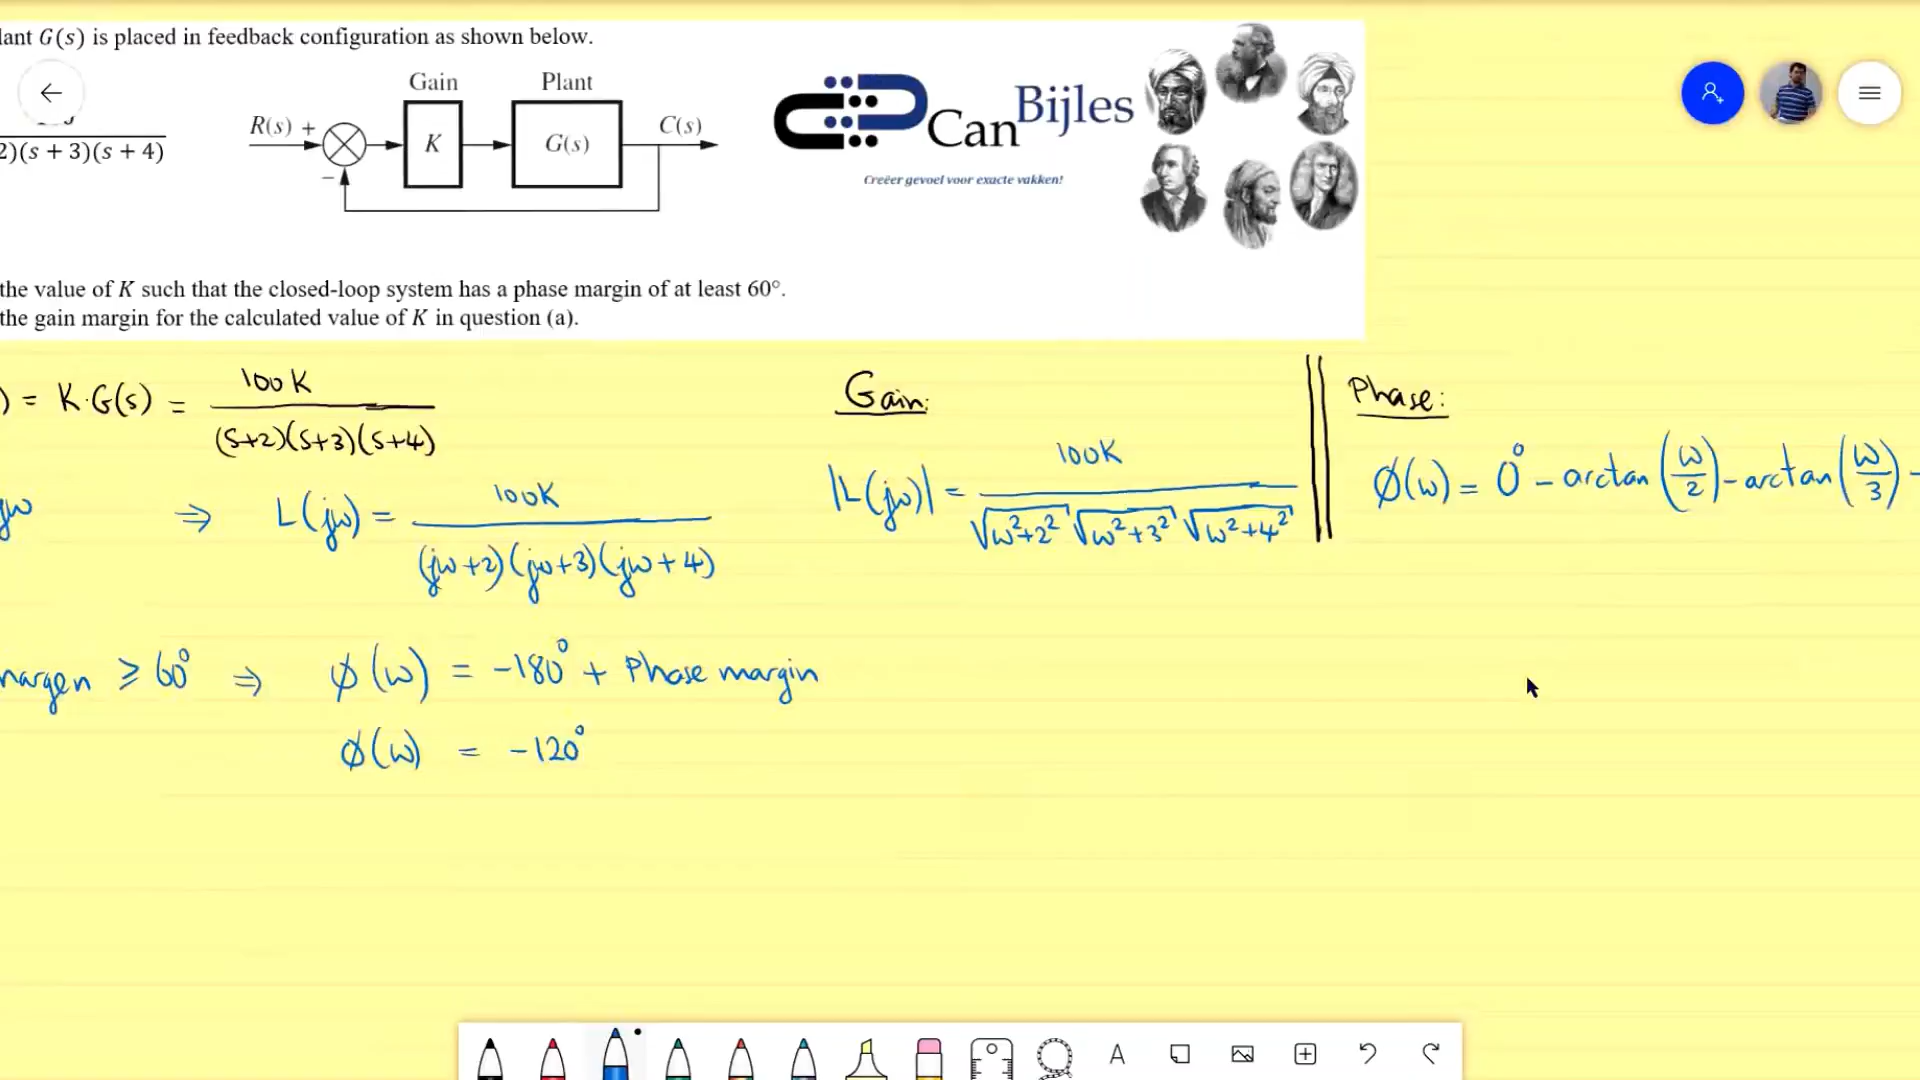 lant G(s) is placed in feedback configuration as shown below.
2)(s + 3)(s + 4)
Gain
Plant
R(s) +
K
G(s)
C(s)
−
Can Bijles
Creëer gevoel voor exacte vakken!
the value of K such that the closed-loop system has a phase margin of at least 60°.
the gain margin for the calculated value of K in question (a).
) = K·G(s) = 100K / (s+2)(s+3)(s+4)
jω ⇒ L(jω) = 100K / (jω+2)(jω+3)(jω+4)
Gain:
|L(jω)| = 100K / √ω²+2² √ω²+3² √ω²+4²
Phase:
ϕ(ω) = 0° − arctan(ω/2) − arctan(ω/3) −
margen ⩾ 60° ⇒ ϕ(ω) = −180° + Phase margin
ϕ(ω) = −120°
A